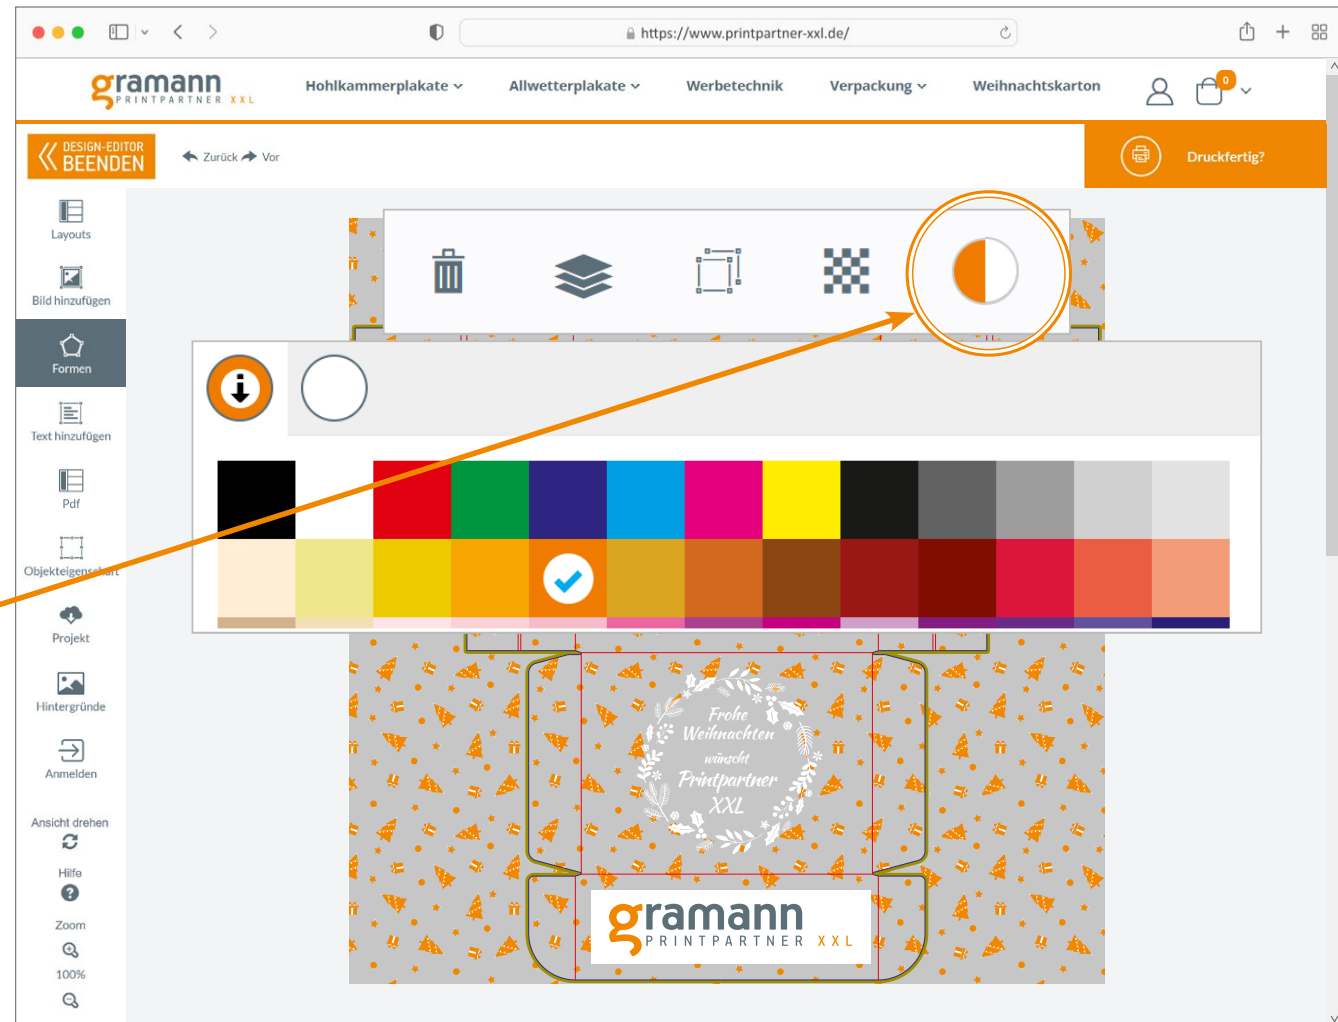 https://www.printpartner-xxl.de/
gramann
PRINTPARTNER XXL
Hohlkammerplakate
Allwetterplakate
Werbetechnik
Verpackung
Weihnachtskarton
0
DESIGN-EDITOR
BEENDEN
Zurück
Vor
Druckfertig?
Layouts
Bild hinzufügen
Formen
Text hinzufügen
Pdf
Objekteigenschaft
Projekt
Hintergründe
Anmelden
Ansicht drehen
Hilfe
Zoom
100%
Frohe
Weihnachten
wünscht
Printpartner
XXL
gramann
PRINTPARTNER XXL